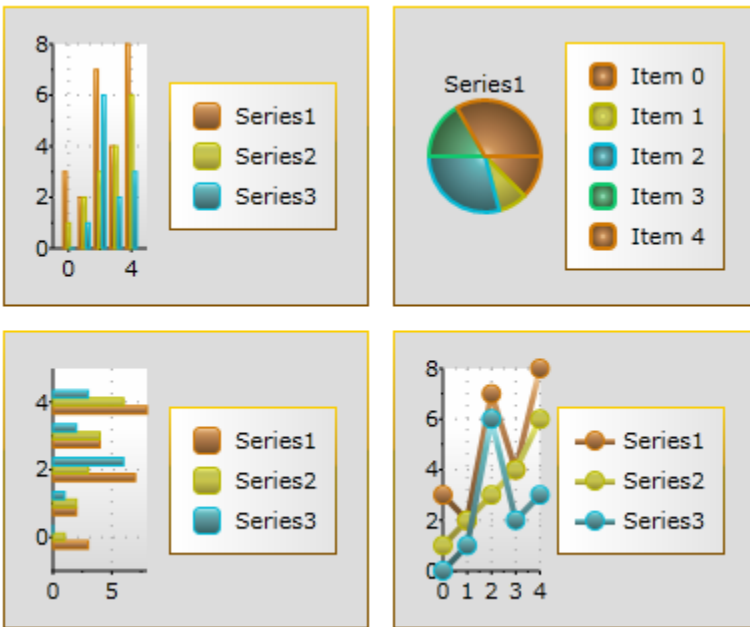 8
6
4
2
0
0 4
Series1
Series2
Series3
Series1
Item 0
Item 1
Item 2
Item 3
Item 4
4
2
0
0 5
Series1
Series2
Series3
8
6
4
2
0
0 1 2 3 4
Series1
Series2
Series3